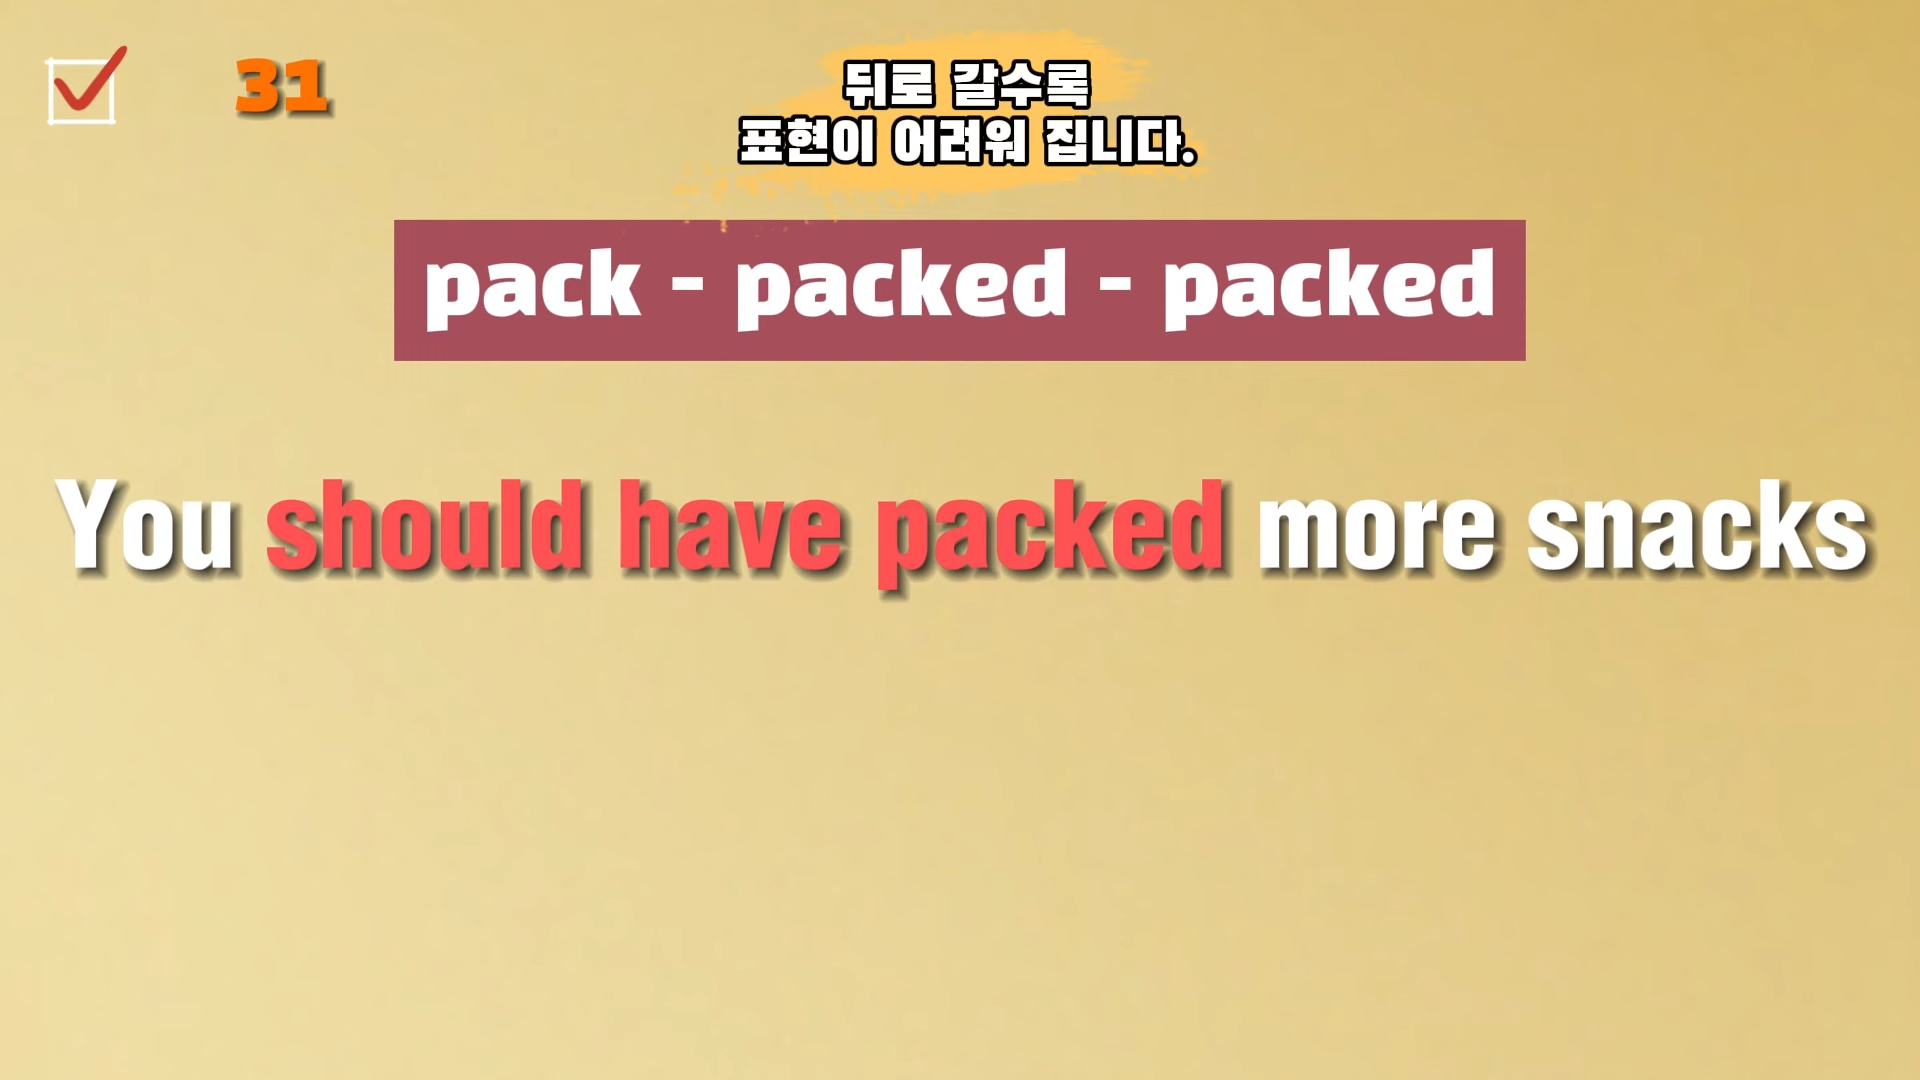 31
뒤로 갈수록
표현이 어려워 집니다.
pack - packed - packed
You should have packed more snacks